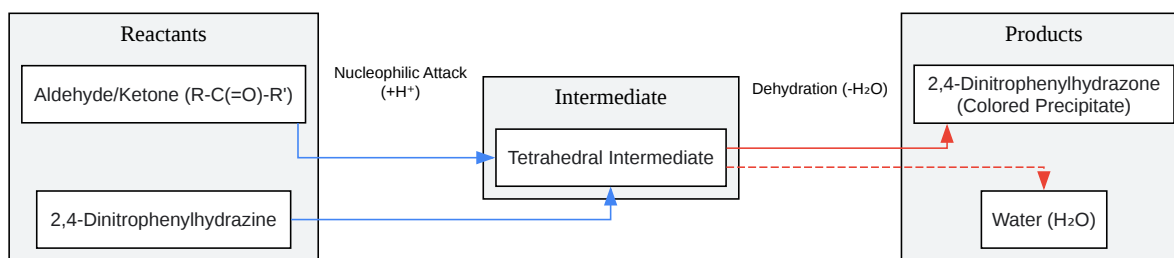 Reactants
Aldehyde/Ketone (R-C(=O)-R')
2,4-Dinitrophenylhydrazine
Nucleophilic Attack
(+H⁺)
Intermediate
Tetrahedral Intermediate
Dehydration (-H₂O)
Products
2,4-Dinitrophenylhydrazone
(Colored Precipitate)
Water (H₂O)